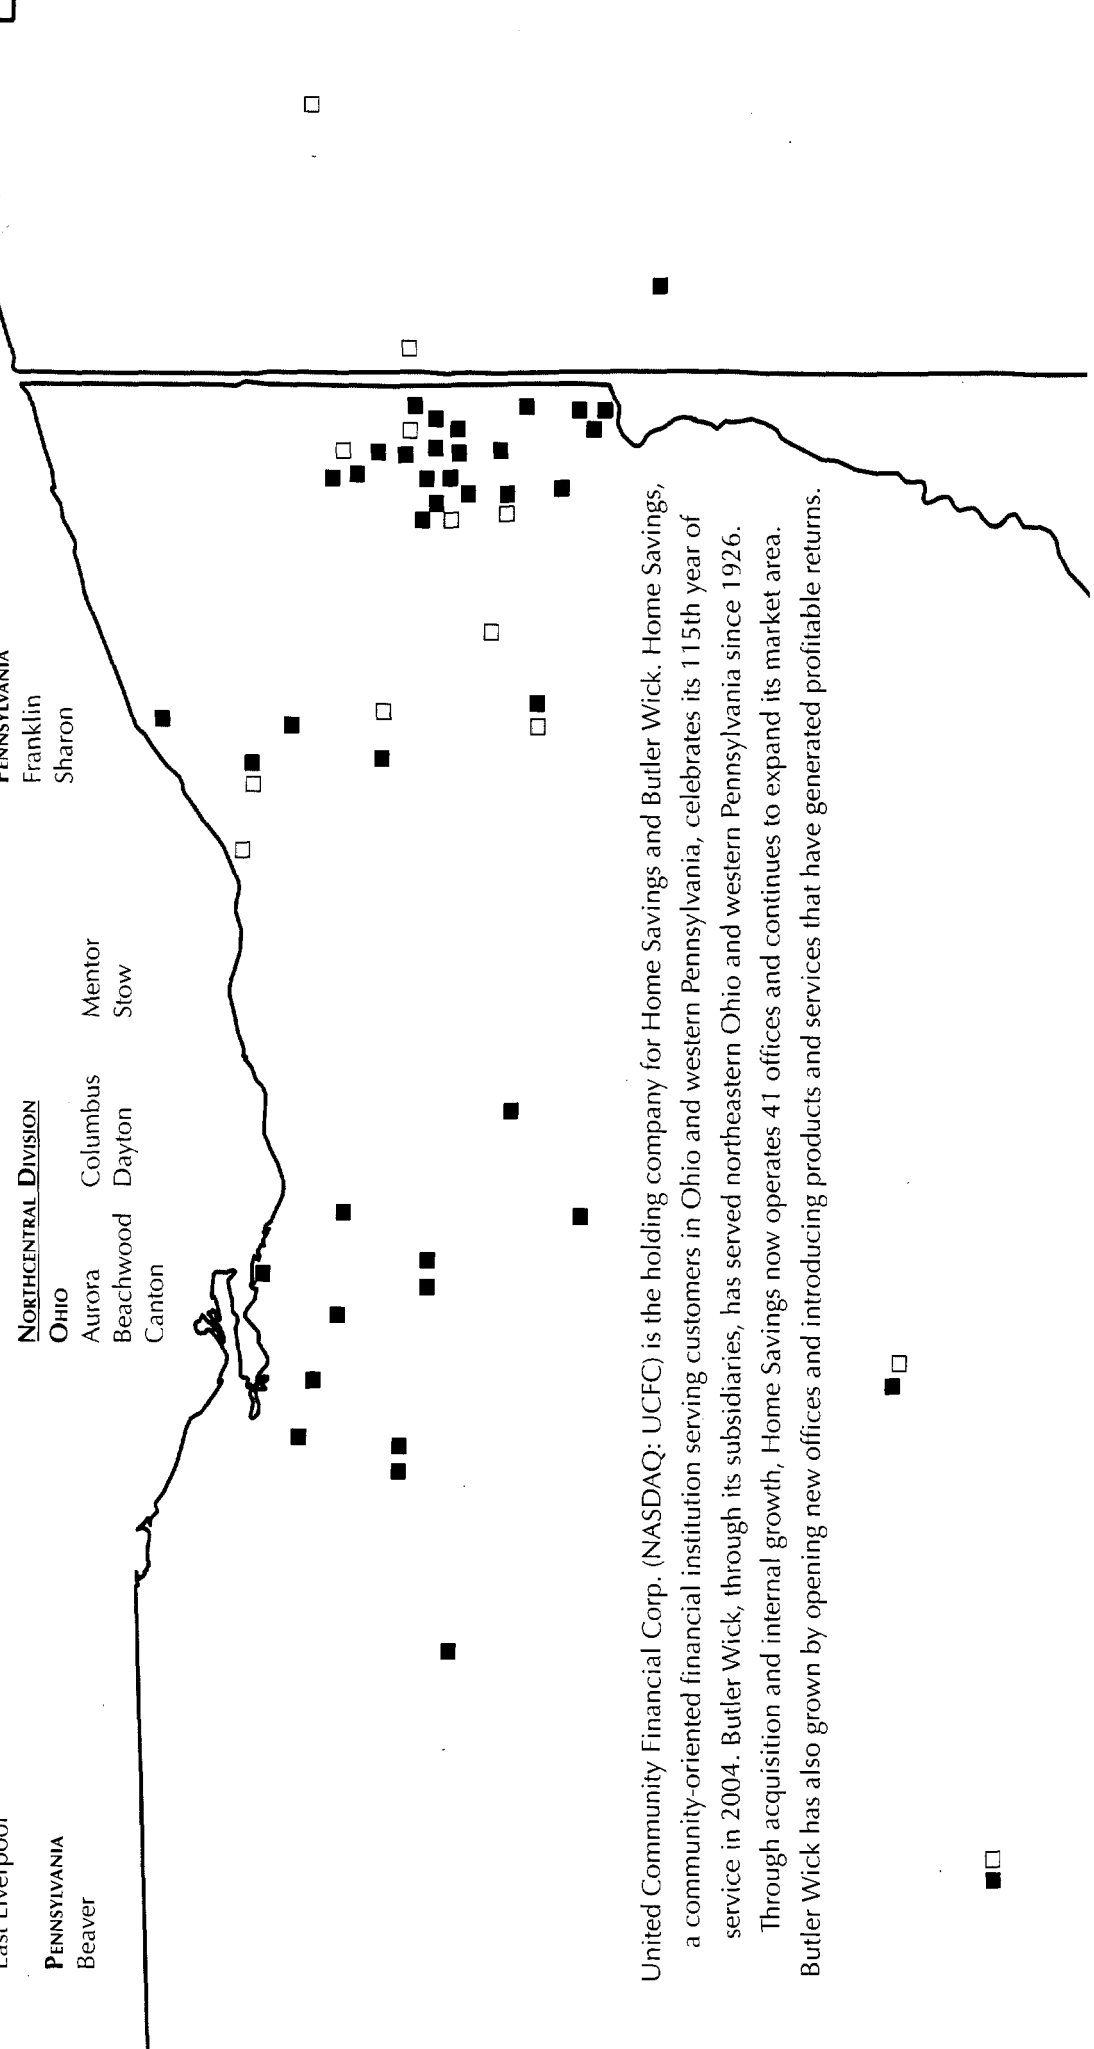 East Liverpool
PENNSYLVANIA
Beaver
NORTHCENTRAL DIVISION
OHIO
Aurora Columbus Mentor
Beachwood Dayton Stow
Canton
PENNSYLVANIA
Franklin
Sharon
United Community Financial Corp. (NASDAQ: UCFC) is the holding company for Home Savings and Butler Wick. Home Savings,
a community-oriented financial institution serving customers in Ohio and western Pennsylvania, celebrates its 115th year of
service in 2004. Butler Wick, through its subsidiaries, has served northeastern Ohio and western Pennsylvania since 1926.
Through acquisition and internal growth, Home Savings now operates 41 offices and continues to expand its market area.
Butler Wick has also grown by opening new offices and introducing products and services that have generated profitable returns.